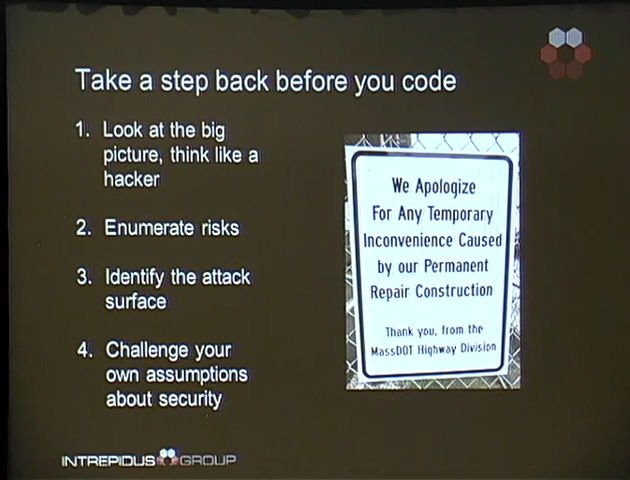 Take a step back before you code
1. Look at the big
picture, think like a
hacker
2. Enumerate risks
3. Identify the attack
surface
4. Challenge your
own assumptions
about security
We Apologize
For Any Temporary
Inconvenience Caused
by our Permanent
Repair Construction
Thank you, from the
MassDOT Highway Division
INTREPIDUS GROUP